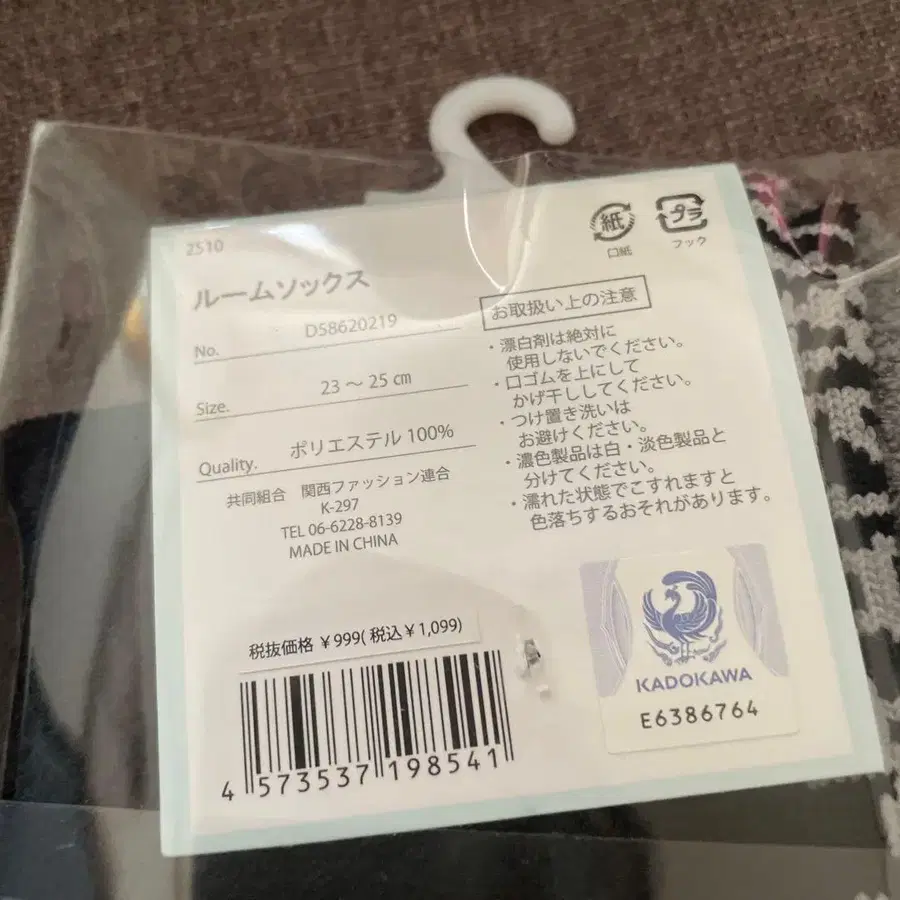 2510
ルームソックス
No. D58620219
Size. 23 ～ 25 ㎝
Quality. ポリエステル 100%
共同組合 関西ファッション連合
K-297
TEL 06-6228-8139
MADE IN CHINA
紙
口紙
プラ
フック
お取扱い上の注意
・漂白剤は絶対に
使用しないでください。
・口ゴムを上にして
かげ干ししてください。
・つけ置き洗いは
お避けください。
・濃色製品は白・淡色製品と
分けてください。
・濡れた状態でこすれますと
色落ちするおそれがあります。
税抜価格 ¥999(税込¥1,099)
4 573537 198541
KADOKAWA
E6386764